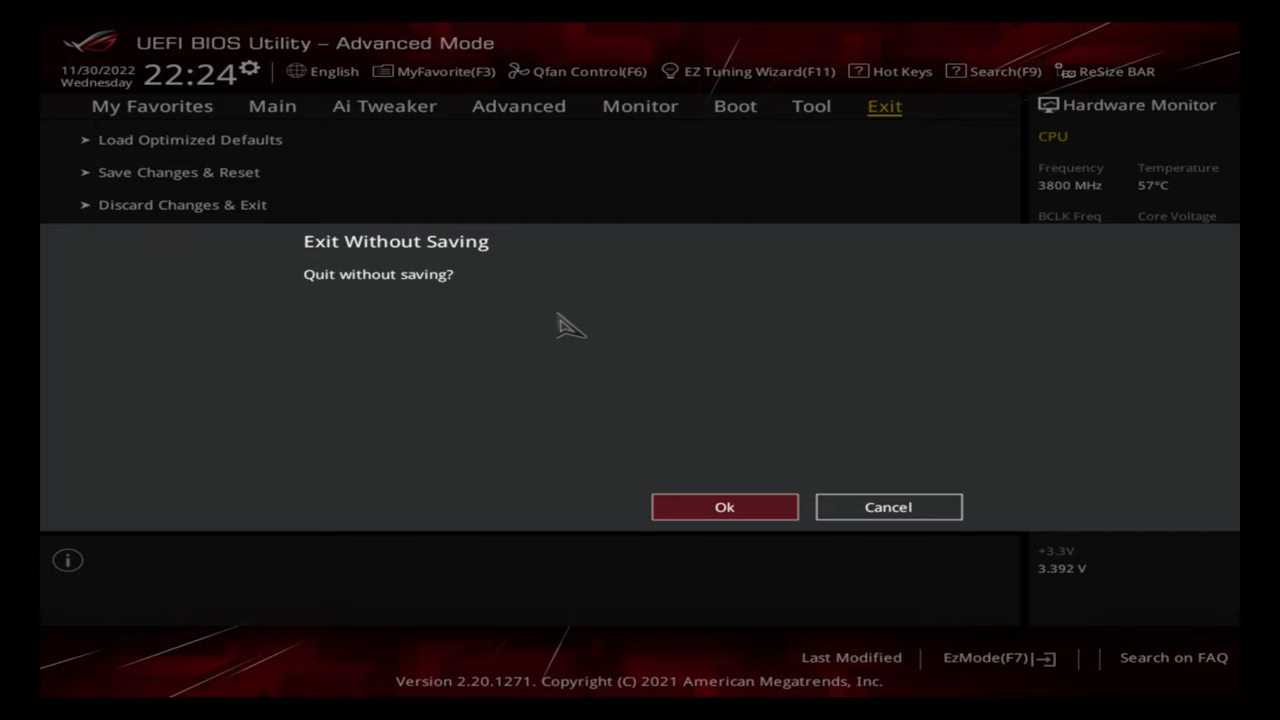 UEFI BIOS Utility – Advanced Mode
11/30/2022
Wednesday
22:24
English
MyFavorite(F3)
Qfan Control(F6)
EZ Tuning Wizard(F11)
Hot Keys
Search(F9)
ReSize BAR
My Favorites
Main
Ai Tweaker
Advanced
Monitor
Boot
Tool
Exit
Hardware Monitor
Load Optimized Defaults
Save Changes & Reset
Discard Changes & Exit
CPU
Frequency Temperature
3800 MHz 57°C
BCLK Freq Core Voltage
Exit Without Saving
Quit without saving?
Ok
Cancel
+3.3V
3.392 V
Last Modified
EzMode(F7)
Search on FAQ
Version 2.20.1271. Copyright (C) 2021 American Megatrends, Inc.